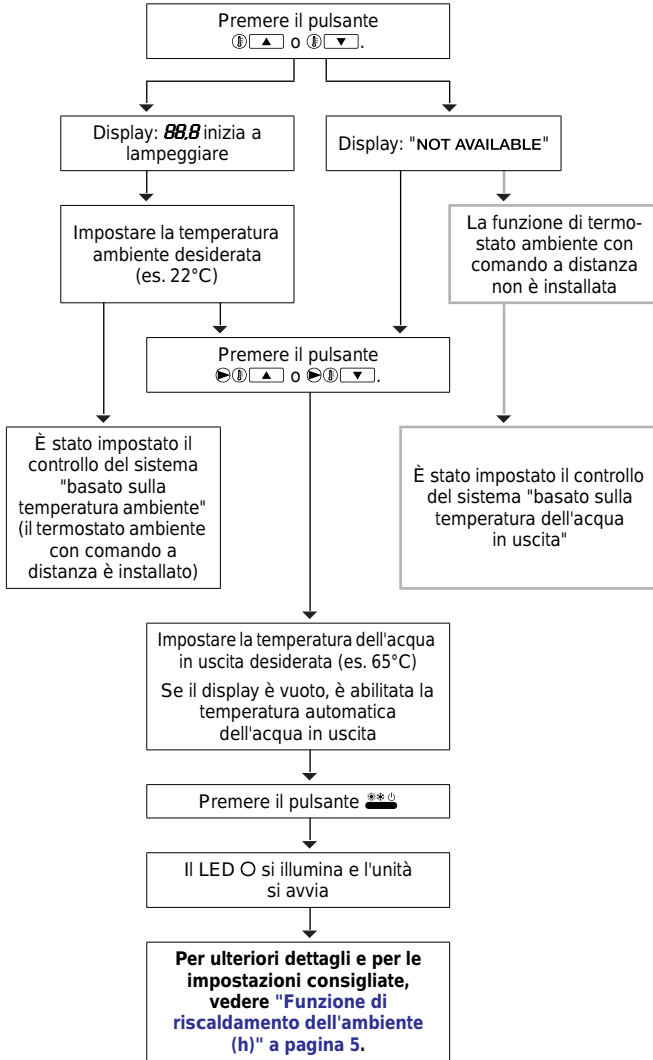 Premere il pulsante
▲ o ▼.
Display: 88,8 inizia a
lampeggiare
Display: "NOT AVAILABLE"
Impostare la temperatura
ambiente desiderata
(es. 22°C)
La funzione di termo-
stato ambiente con
comando a distanza
non è installata
Premere il pulsante
▲ o ▼.
È stato impostato il
controllo del sistema
"basato sulla
temperatura ambiente"
(il termostato ambiente
con comando a
distanza è installato)
È stato impostato il controllo
del sistema "basato sulla
temperatura dell'acqua
in uscita"
Impostare la temperatura dell'acqua
in uscita desiderata (es. 65°C)
Se il display è vuoto, è abilitata la
temperatura automatica
dell'acqua in uscita
Premere il pulsante
Il LED O si illumina e l'unità
si avvia
Per ulteriori dettagli e per le
impostazioni consigliate,
vedere "Funzione di
riscaldamento dell'ambiente
(h)" a pagina 5.